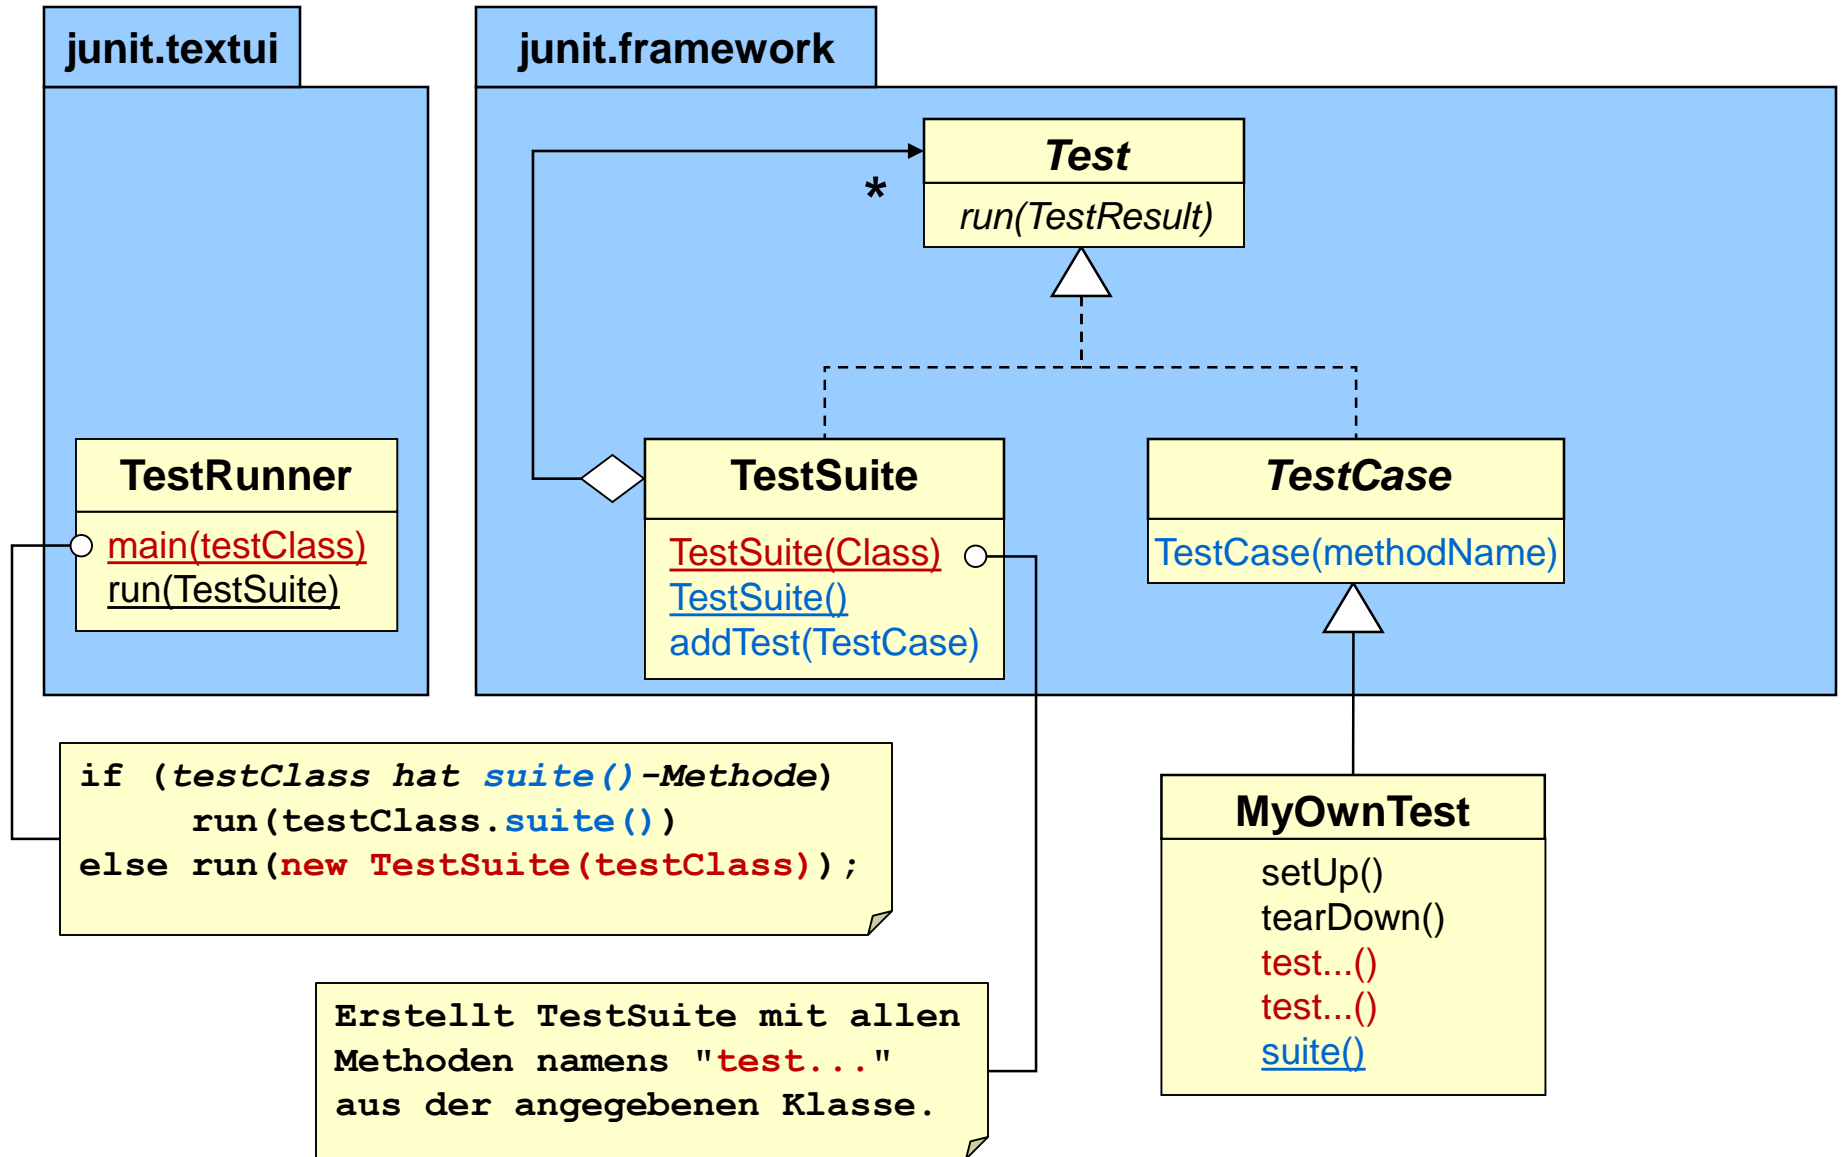 junit.textui
junit.framework
Test
*
run(TestResult)
TestRunner
main(testClass)
run(TestSuite)
TestSuite
TestSuite(Class)
TestSuite()
addTest(TestCase)
TestCase
TestCase(methodName)
if (testClass hat suite()-Methode)
run(testClass.suite())
else run(new TestSuite(testClass));
MyOwnTest
setUp()
tearDown()
test...()
test...()
suite()
Erstellt TestSuite mit allen
Methoden namens "test..."
aus der angegebenen Klasse.